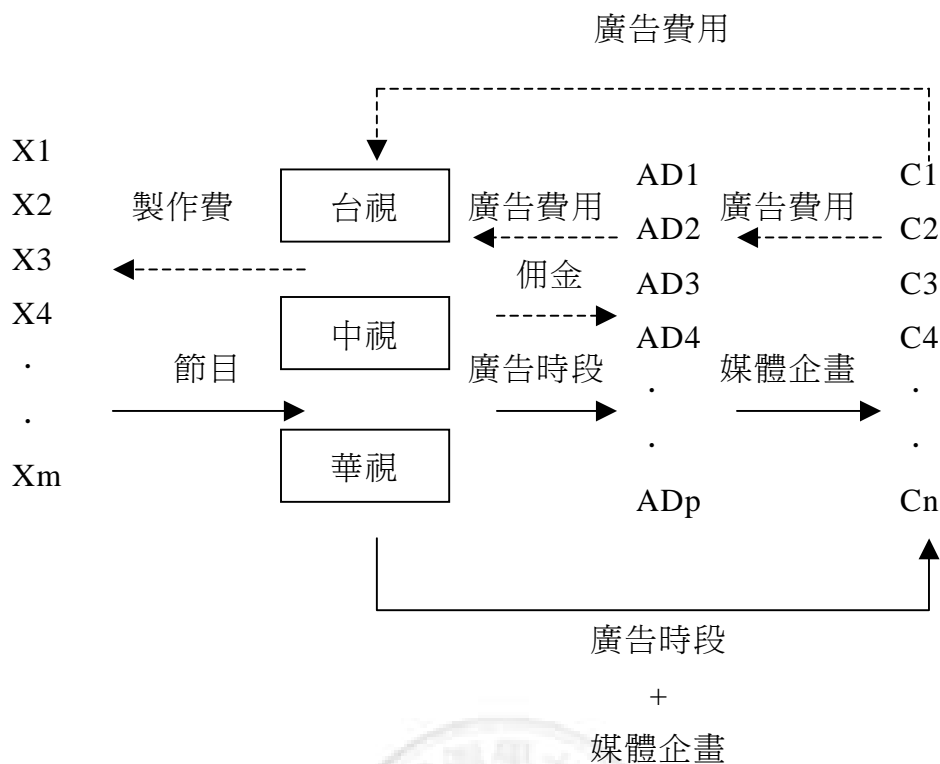 廣告費用
X1
X2
X3
X4
.
.
Xm
製作費
節目
台視
中視
華視
廣告費用
佣金
廣告時段
AD1
AD2
AD3
AD4
.
.
ADp
廣告費用
媒體企畫
C1
C2
C3
C4
.
.
Cn
廣告時段
+
媒體企畫